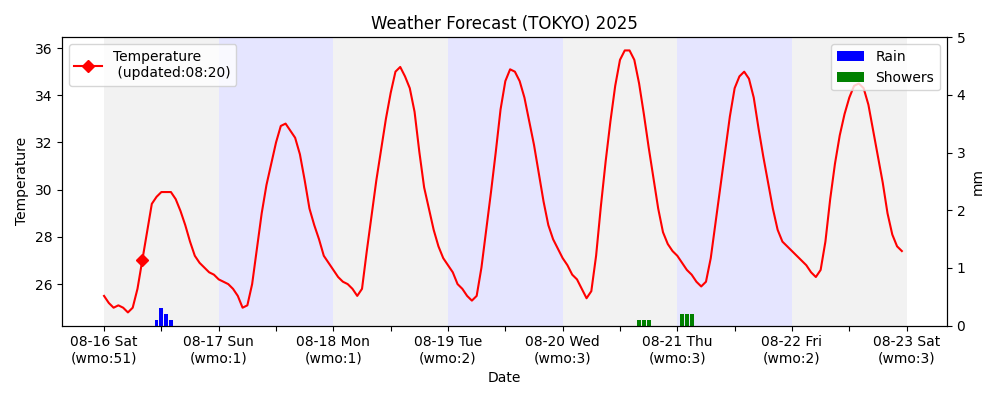 Weather Forecast (TOKYO) 2025
Temperature
(updated:08:20)
Rain
Showers
36
34
32
30
28
26
Temperature
5
4
3
2
1
0
mm
08-16 Sat
(wmo:51)
08-17 Sun
(wmo:1)
08-18 Mon
(wmo:1)
08-19 Tue
(wmo:2)
08-20 Wed
(wmo:3)
08-21 Thu
(wmo:3)
08-22 Fri
(wmo:2)
08-23 Sat
(wmo:3)
Date